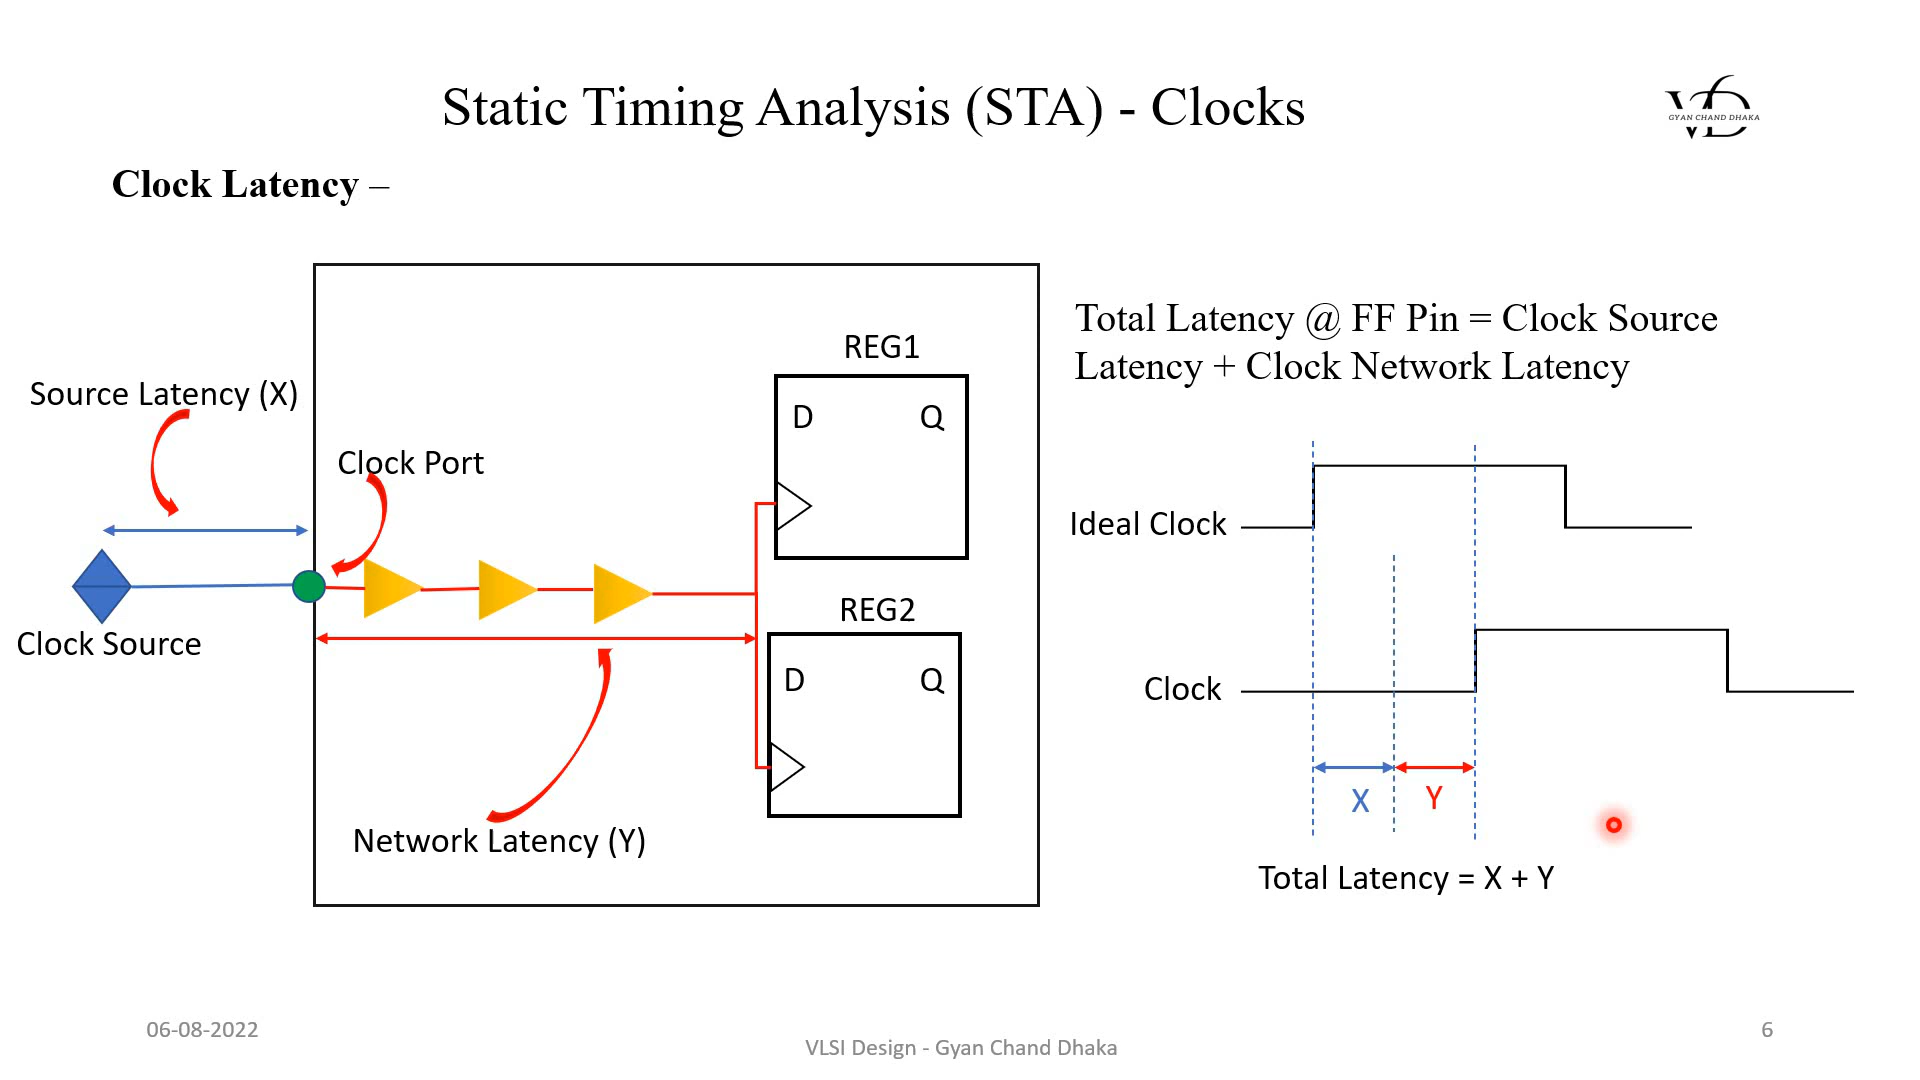 Static Timing Analysis (STA) - Clocks
VD
GYAN CHAND DHAKA
Clock Latency –
Total Latency @ FF Pin = Clock Source
Latency + Clock Network Latency
REG1
D Q
Source Latency (X)
Clock Port
Ideal Clock
Clock Source
REG2
D Q
Clock
X Y
Network Latency (Y)
Total Latency = X + Y
06-08-2022
VLSI Design - Gyan Chand Dhaka
6